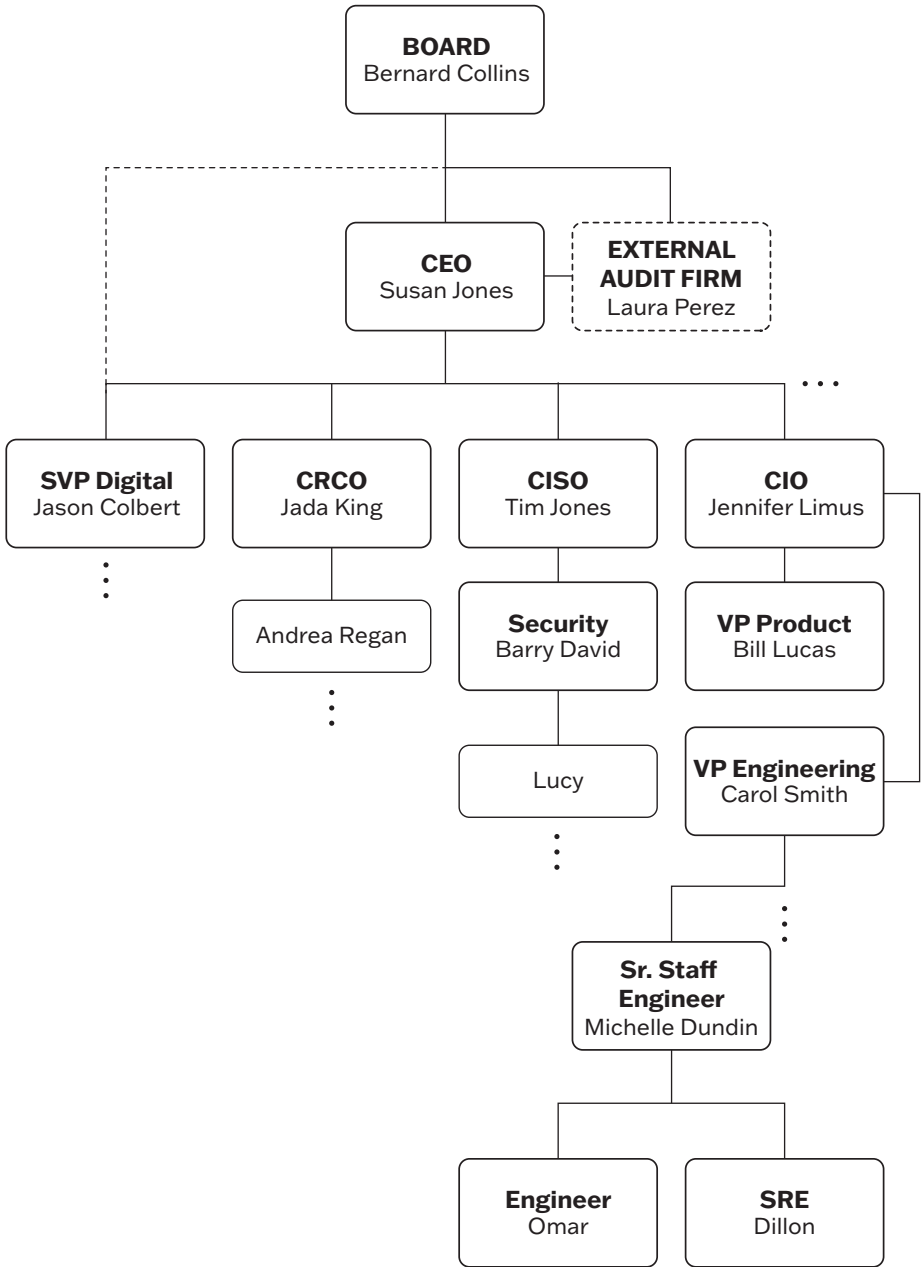 BOARD
Bernard Collins
CEO
Susan Jones
EXTERNAL
AUDIT FIRM
Laura Perez
SVP Digital
Jason Colbert
CRCO
Jada King
CISO
Tim Jones
CIO
Jennifer Limus
Andrea Regan
Security
Barry David
VP Product
Bill Lucas
Lucy
VP Engineering
Carol Smith
Sr. Staff
Engineer
Michelle Dundin
Engineer
Omar
SRE
Dillon